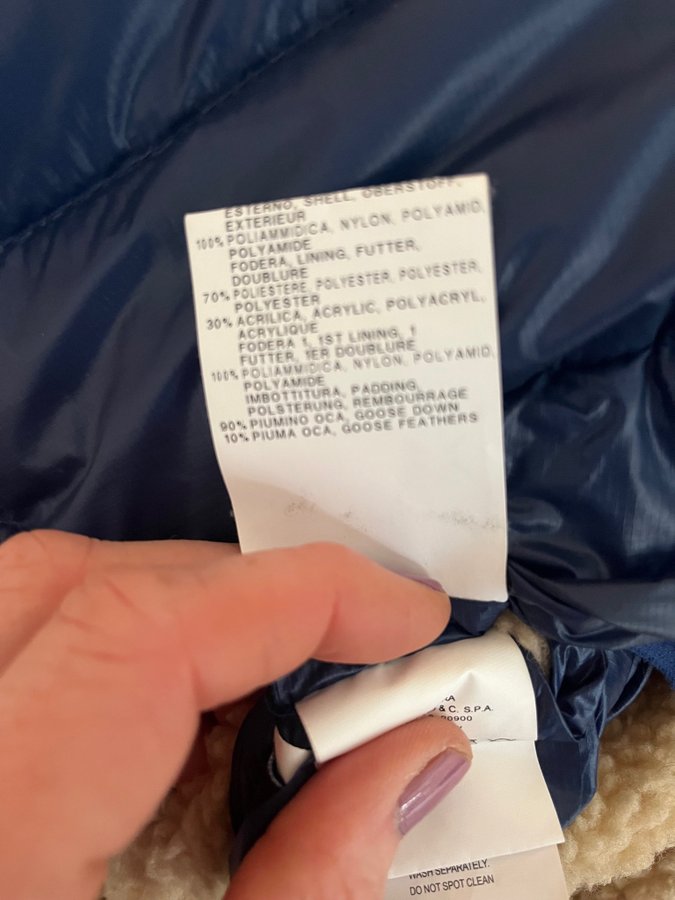 ESTERNO, SHELL, OBERSTOFF,
EXTERIEUR
100% POLIAMMIDICA, NYLON, POLYAMID,
POLYAMIDE
FODERA, LINING, FUTTER,
DOUBLURE
70% POLIESTERE, POLYESTER, POLYESTER,
POLYESTER
30% ACRILICA, ACRYLIC, POLYACRYL,
ACRYLIQUE
FODERA 1, 1ST LINING, 1
FUTTER, 1ER DOUBLURE
100% POLIAMMIDICA, NYLON, POLYAMID,
POLYAMIDE
IMBOTTITURA, PADDING,
POLSTERUNG, REMBOURRAGE
90% PIUMINO OCA, GOOSE DOWN
10% PIUMA OCA, GOOSE FEATHERS
& C. S.P.A.
20900
WASH SEPARATELY.
DO NOT SPOT CLEAN